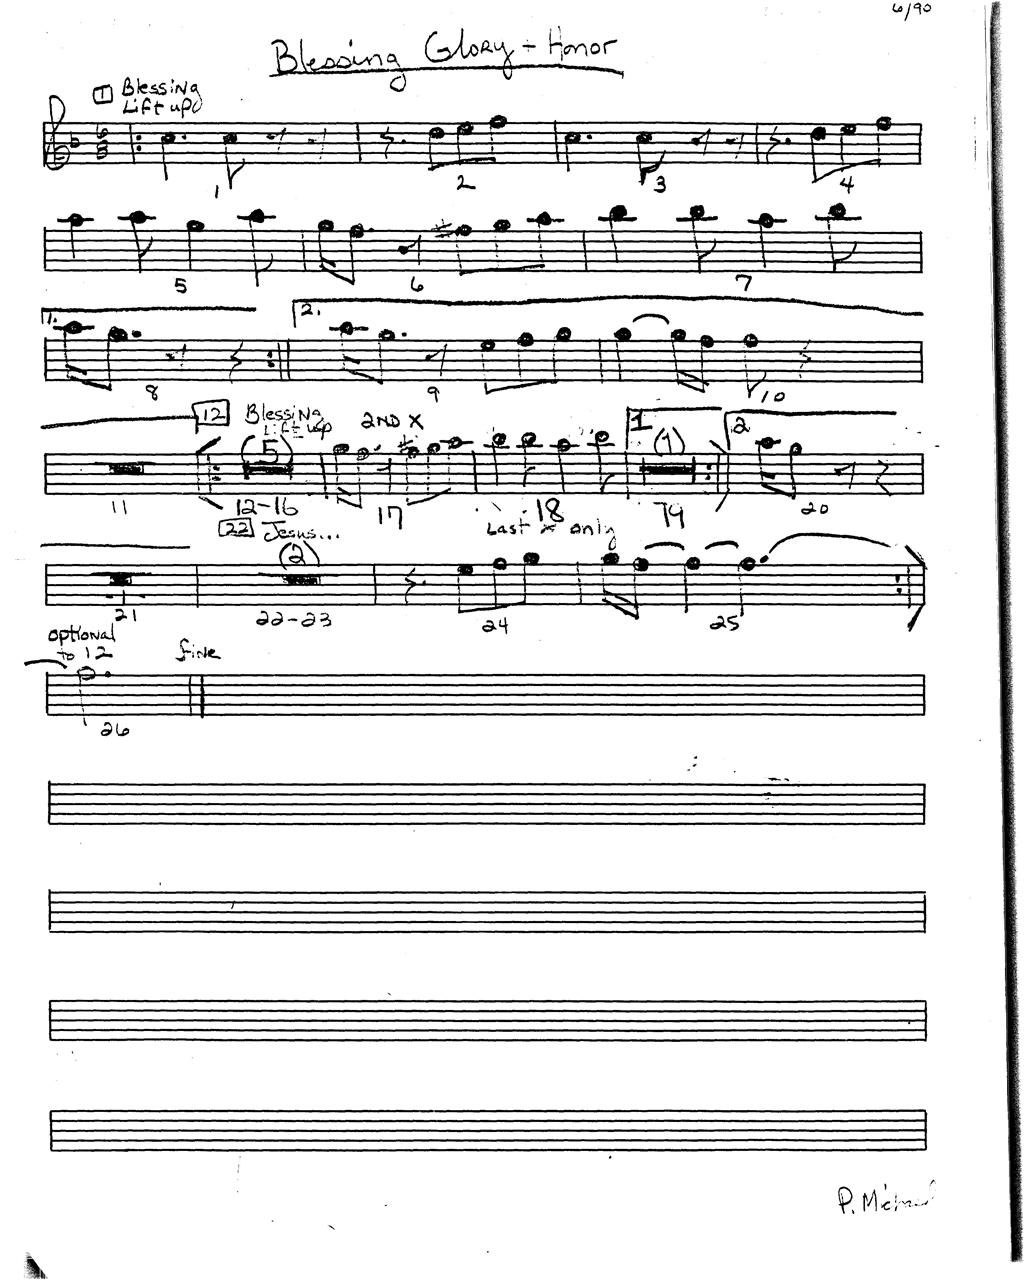 6/90
Blessing Glory + Honor
1 Blessing
Lift up
6
8
1 2 3 4
5 6 7
1. 2.
8 9 10
12 Blessing
Lift up 2ND X 1 2
(5) (1)
11 12-16 17 18 19 20
22 Jesus... Last x only
(2)
21 22-23 24 25
optional
to 12 fine
26